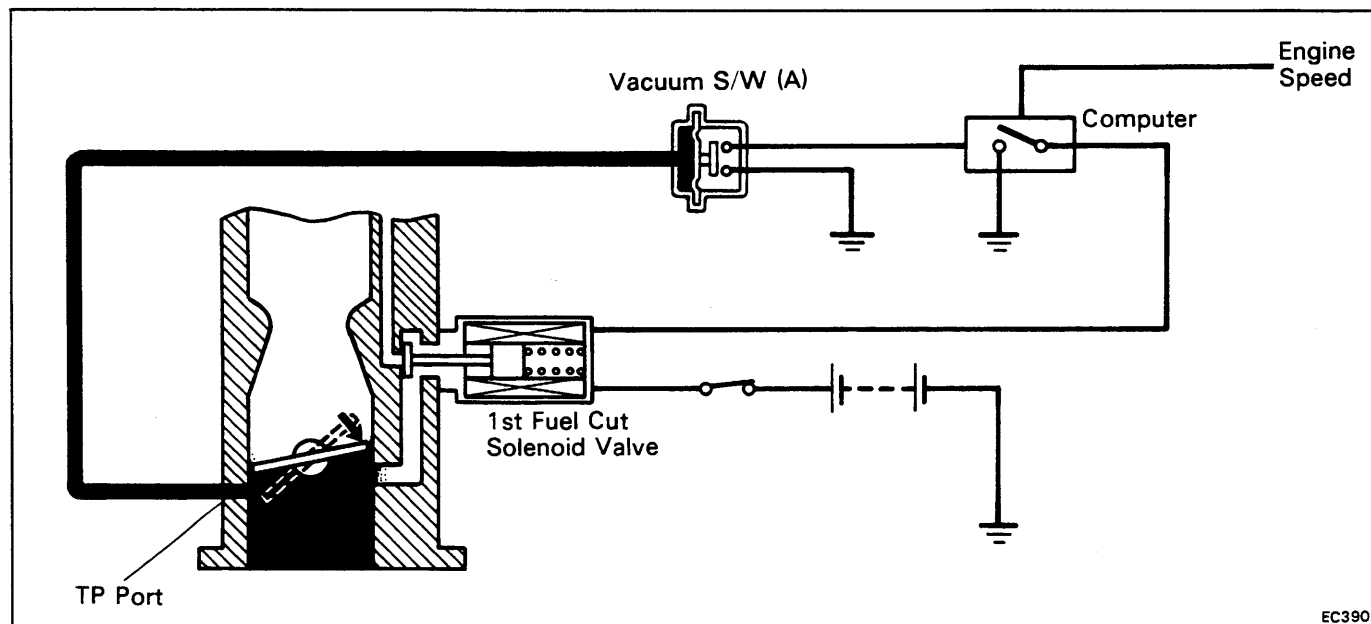 Engine
Speed
Vacuum S/W (A)
Computer
1st Fuel Cut
Solenoid Valve
TP Port
EC390